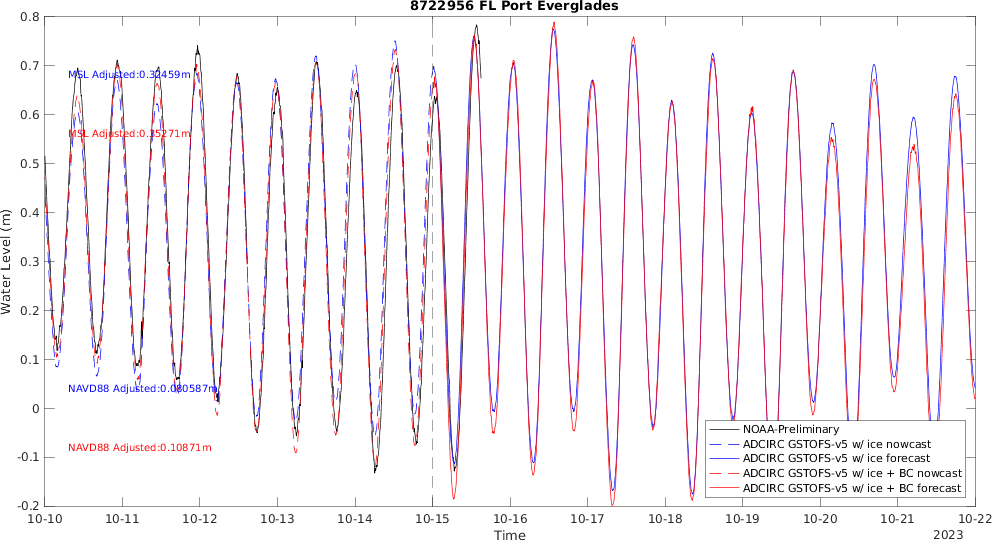 8722956 FL Port Everglades
0.8
0.7
0.6
0.5
0.4
0.3
0.2
0.1
0
-0.1
-0.2
Water Level (m)
MSL Adjusted:0.32459m
MSL Adjusted:0.35271m
NAVD88 Adjusted:0.080587m
NAVD88 Adjusted:0.10871m
NOAA-Preliminary
ADCIRC GSTOFS-v5 w/ ice nowcast
ADCIRC GSTOFS-v5 w/ ice forecast
ADCIRC GSTOFS-v5 w/ ice + BC nowcast
ADCIRC GSTOFS-v5 w/ ice + BC forecast
10-10 10-11 10-12 10-13 10-14 10-15 10-16 10-17 10-18 10-19 10-20 10-21 10-22
Time
2023